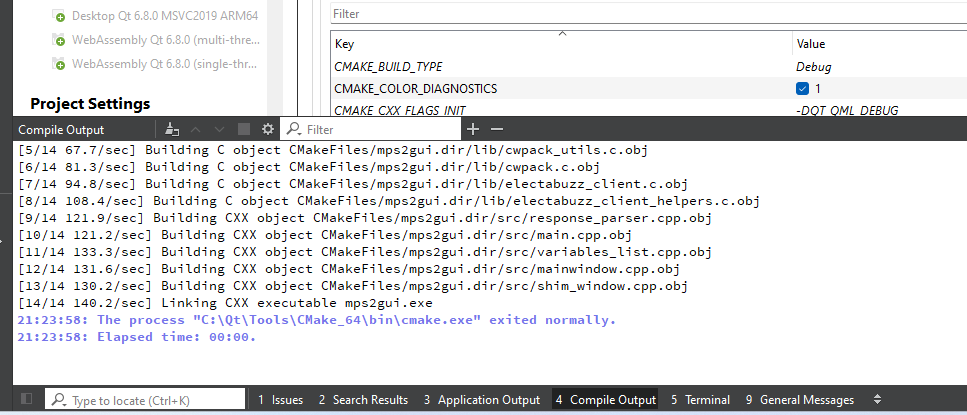 Desktop Qt 6.8.0 MSVC2019 ARM64
WebAssembly Qt 6.8.0 (multi-thre...
WebAssembly Qt 6.8.0 (single-thr...
Project Settings
Filter
Key Value
CMAKE_BUILD_TYPE Debug
CMAKE_COLOR_DIAGNOSTICS 1
CMAKE_CXX_FLAGS_INIT -DQT_QML_DEBUG
Compile Output Filter
[5/14 67.7/sec] Building C object CMakeFiles/mps2gui.dir/lib/cwpack_utils.c.obj
[6/14 81.3/sec] Building C object CMakeFiles/mps2gui.dir/lib/cwpack.c.obj
[7/14 94.8/sec] Building C object CMakeFiles/mps2gui.dir/lib/electabuzz_client.c.obj
[8/14 108.4/sec] Building C object CMakeFiles/mps2gui.dir/lib/electabuzz_client_helpers.c.obj
[9/14 121.9/sec] Building CXX object CMakeFiles/mps2gui.dir/src/response_parser.cpp.obj
[10/14 121.2/sec] Building CXX object CMakeFiles/mps2gui.dir/src/main.cpp.obj
[11/14 133.3/sec] Building CXX object CMakeFiles/mps2gui.dir/src/variables_list.cpp.obj
[12/14 131.6/sec] Building CXX object CMakeFiles/mps2gui.dir/src/mainwindow.cpp.obj
[13/14 130.2/sec] Building CXX object CMakeFiles/mps2gui.dir/src/shim_window.cpp.obj
[14/14 140.2/sec] Linking CXX executable mps2gui.exe
21:23:58: The process "C:\Qt\Tools\CMake_64\bin\cmake.exe" exited normally.
21:23:58: Elapsed time: 00:00.
Type to locate (Ctrl+K) 1 Issues 2 Search Results 3 Application Output 4 Compile Output 5 Terminal 9 General Messages